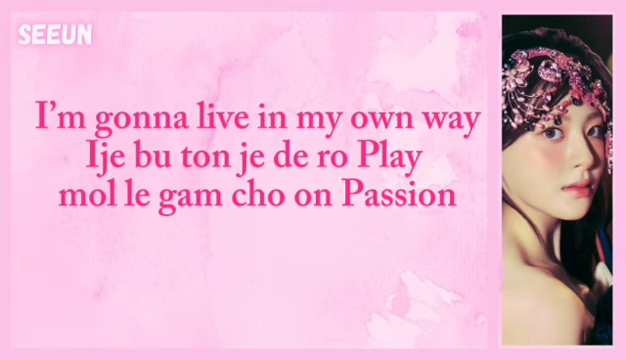 SEEUN
I'm gonna live in my own way
Ije bu ton je de ro Play
mol le gam cho on Passion